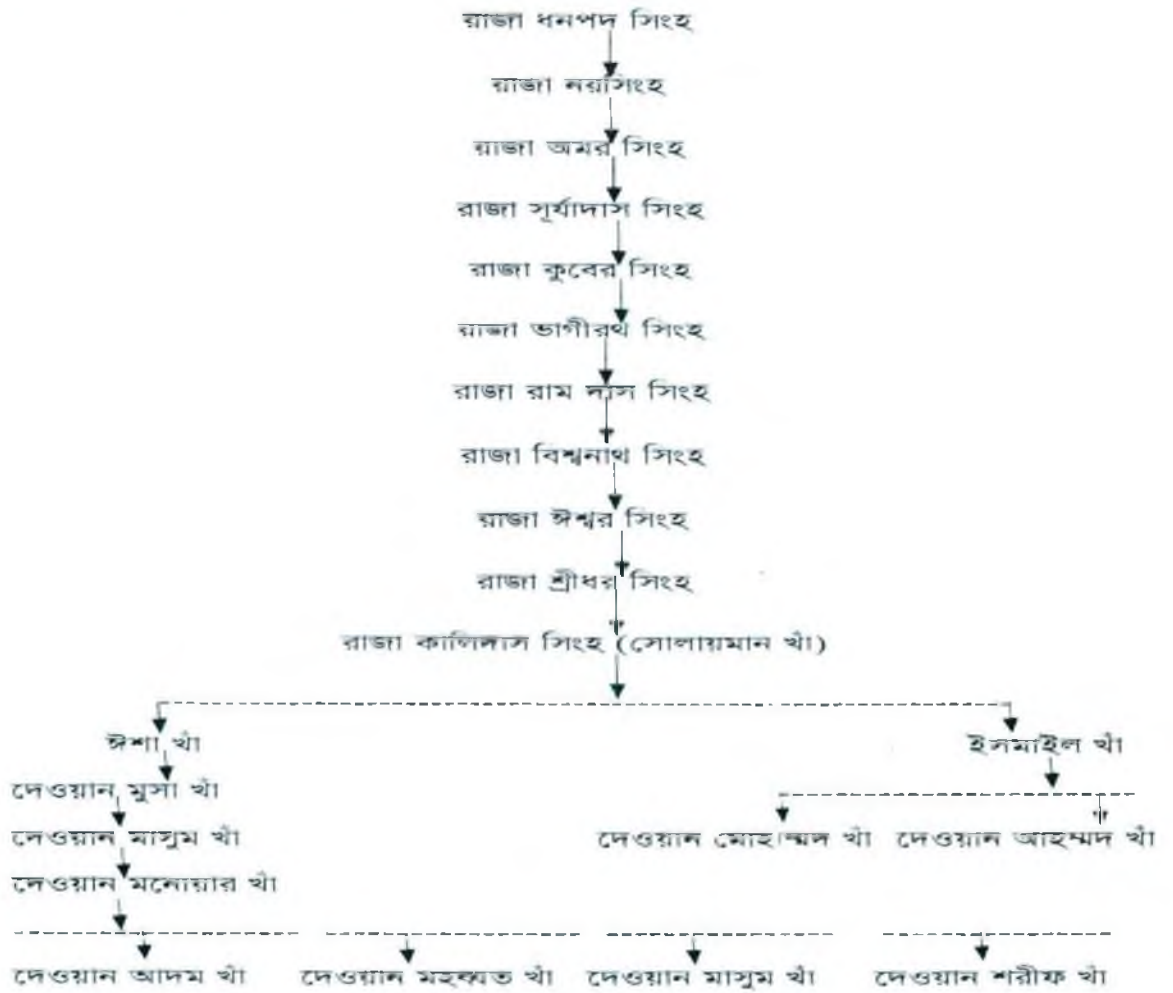 রাজা ধনপদ সিংহ
রাজা নরসিংহ
রাজা অমর সিংহ
রাজা সূর্যাদাস সিংহ
রাজা কুবের সিংহ
রাজা ভাগীরথ সিংহ
রাজা রাম দাস সিংহ
রাজা বিশ্বনাথ সিংহ
রাজা ঈশ্বর সিংহ
রাজা শ্রীধর সিংহ
রাজা কালিদাস সিংহ (সোলায়মান খাঁ)
ঈশা খাঁ ইসমাইল খাঁ
দেওয়ান মুসা খাঁ
দেওয়ান মাসুম খাঁ দেওয়ান মোহাম্মদ খাঁ দেওয়ান আহম্মদ খাঁ
দেওয়ান মনোয়ার খাঁ
দেওয়ান আদম খাঁ দেওয়ান মহব্বত খাঁ দেওয়ান মাসুম খাঁ দেওয়ান শরীফ খাঁ